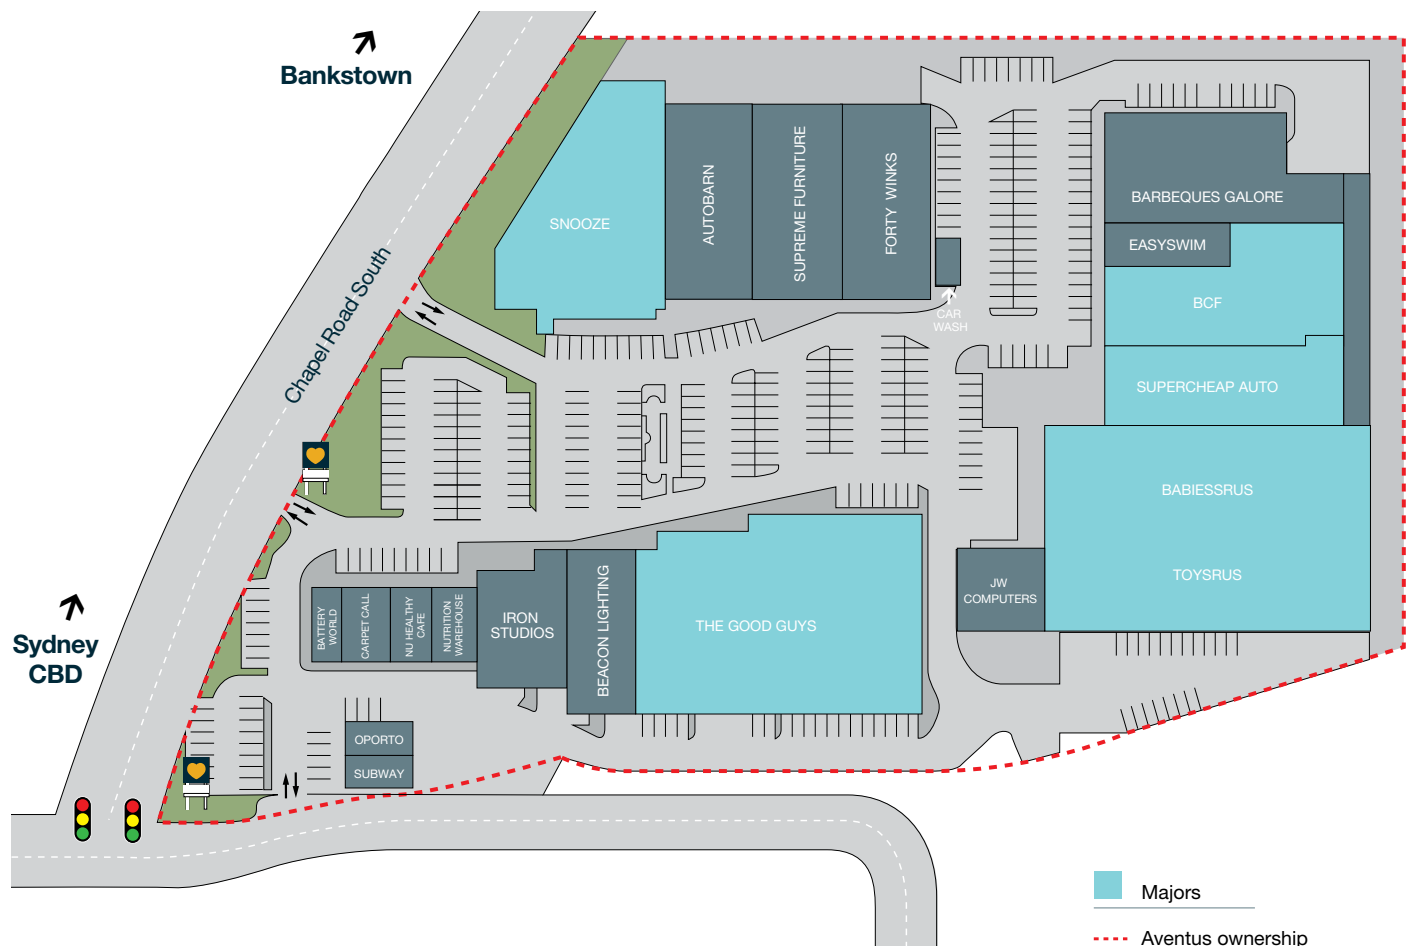 Bankstown
Chapel Road South
Sydney
CBD
SNOOZE
AUTOBARN
SUPREME FURNITURE
FORTY WINKS
CAR
WASH
BARBEQUES GALORE
EASYSWIM
BCF
SUPERCHEAP AUTO
BABIESSRUS
TOYSRUS
JW
COMPUTERS
BATTERY
WORLD
CARPET CALL
NU HEALTHY
CAFE
NUTRITION
WAREHOUSE
IRON
STUDIOS
BEACON LIGHTING
THE GOOD GUYS
OPORTO
SUBWAY
Majors
Aventus ownership